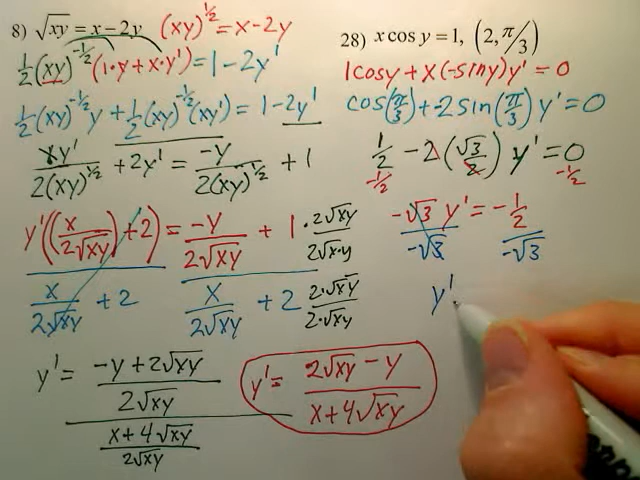 8) √xy = x − 2y (xy)^½ = x − 2y
½(xy)^-½(1·y + x·y') = 1 − 2y'
½(xy)^-½ y + ½(xy)^-½(xy') = 1 − 2y'
xy'/2(xy)^½ + 2y' = −y/2(xy)^½ + 1
y'((x/2√xy) + 2) = −y/2√xy + 1 · 2√xy/2√x·y
x/2√xy + 2 x/2√xy + 2 2·√xy/2·√xy
y' = (−y + 2√xy)/2√xy / (x + 4√xy)/2√xy
y' = (2√xy − y)/(x + 4√xy)
28) x cos y = 1, (2, π/3)
1cosy + x(−siny)y' = 0
cos(π/3) + −2sin(π/3) y' = 0
½ − 2(√3/2) y' = 0
−½ −½
−√3 y' = −½
−√3 −√3
y'